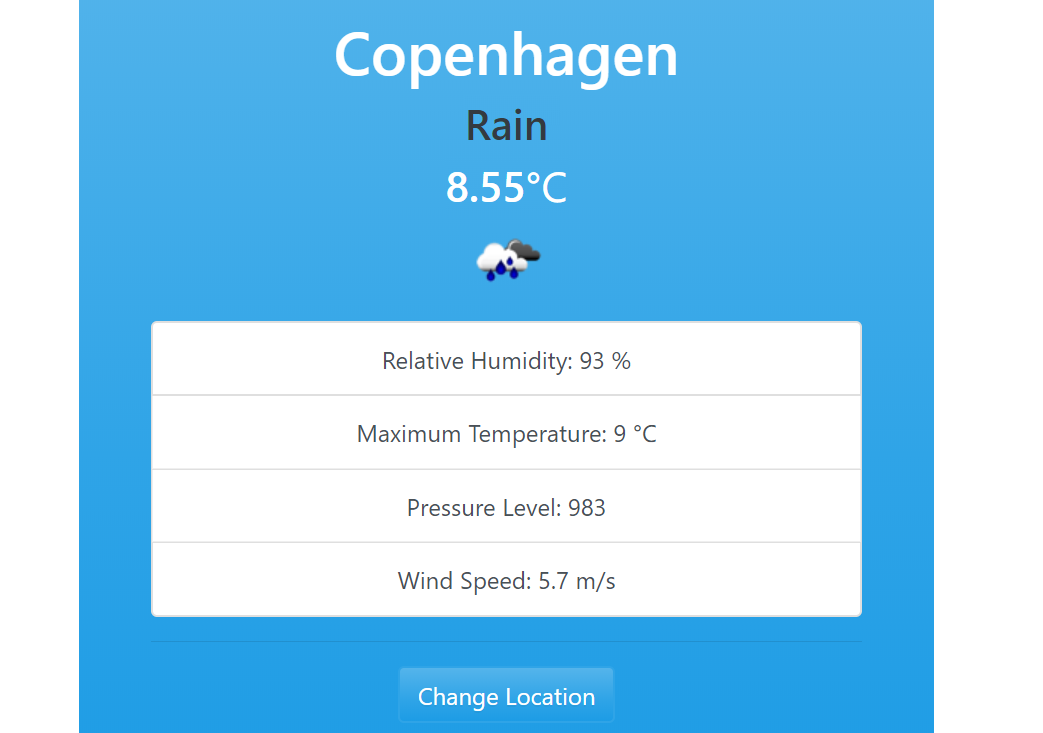 Copenhagen
Rain
8.55°C
Relative Humidity: 93 %
Maximum Temperature: 9 °C
Pressure Level: 983
Wind Speed: 5.7 m/s
Change Location